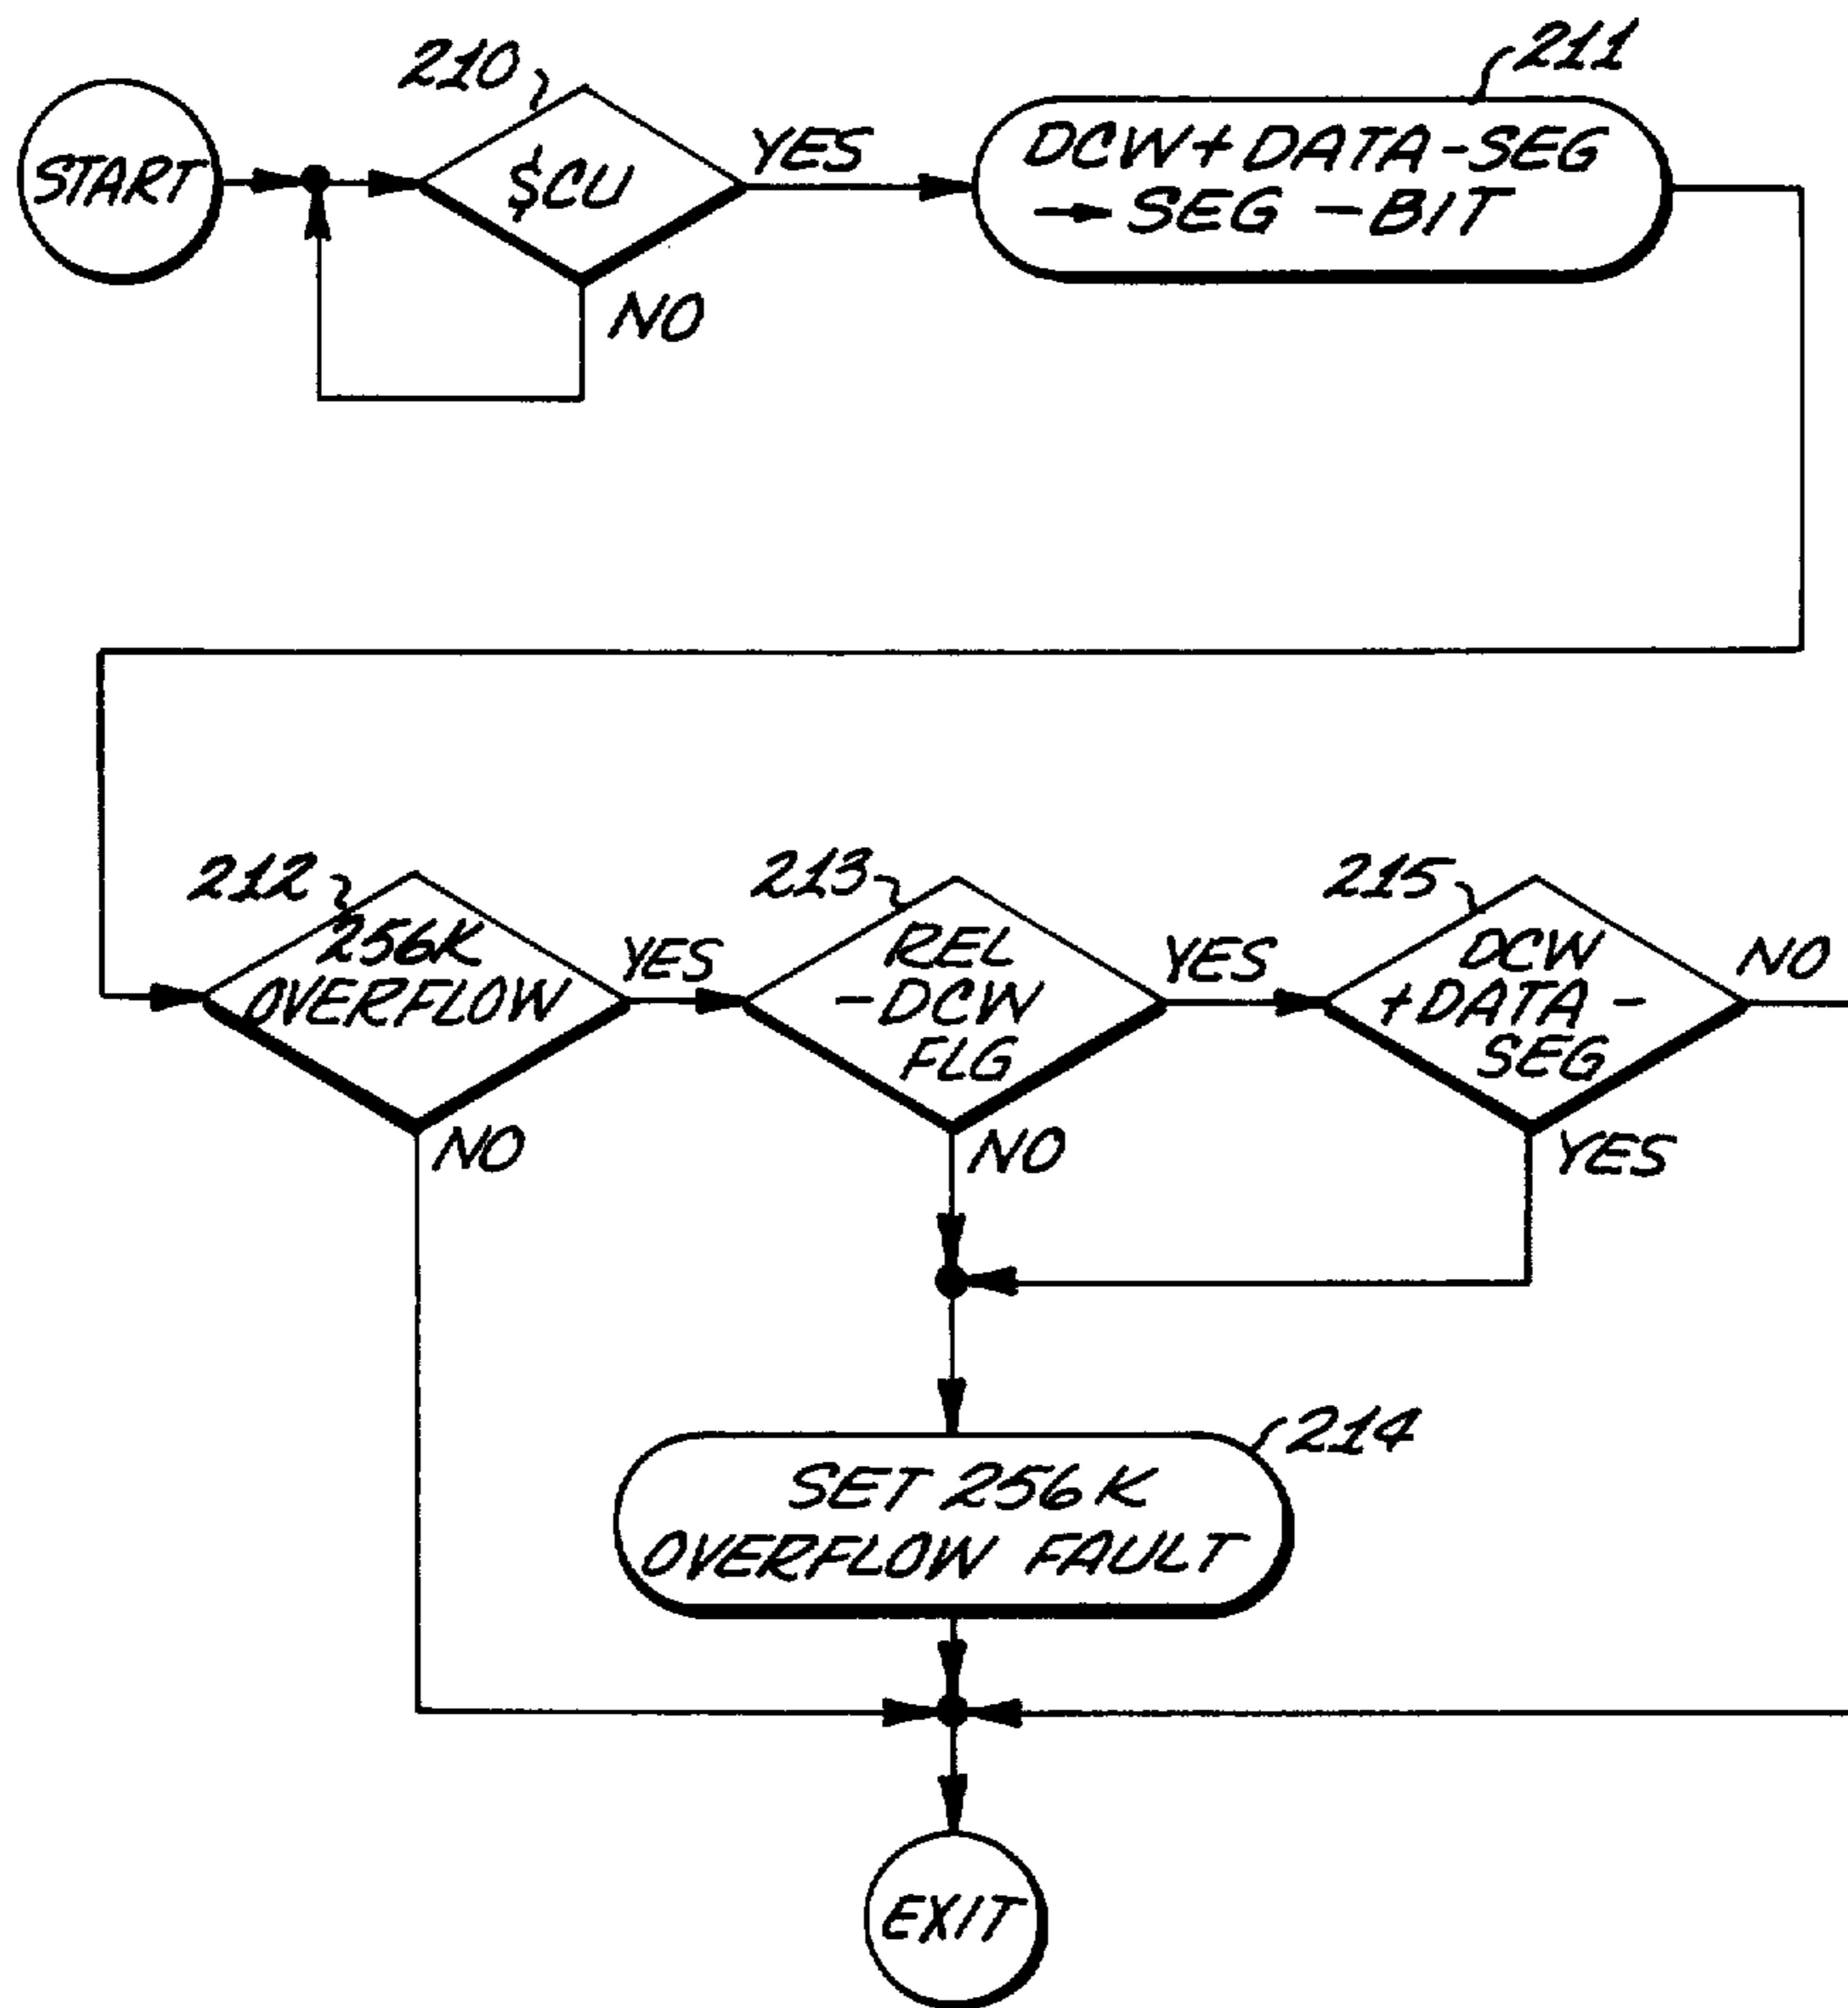 210
211
START
$CU
YES
DCW+DATA-SEG
→ SEG-BIT
NO
212
213
215
256K
OVERFLOW
YES
REL
-DCW
FLG
YES
DCW
+DATA-
SEG
NO
NO
NO
YES
214
SET 256K
OVERFLOW FAULT
EXIT